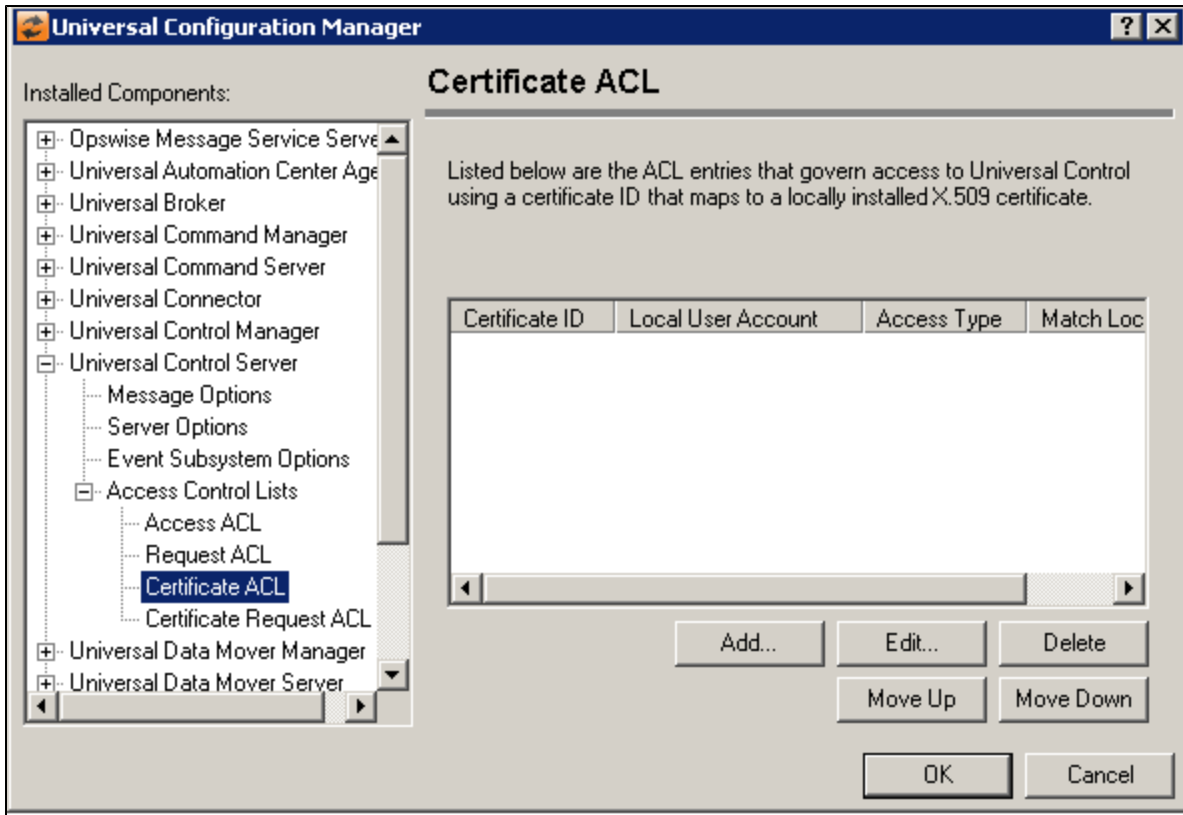 Universal Configuration Manager
Installed Components:
Opswise Message Service Serve
Universal Automation Center Age
Universal Broker
Universal Command Manager
Universal Command Server
Universal Connector
Universal Control Manager
Universal Control Server
Message Options
Server Options
Event Subsystem Options
Access Control Lists
Access ACL
Request ACL
Certificate ACL
Certificate Request ACL
Universal Data Mover Manager
Universal Data Mover Server
Certificate ACL
Listed below are the ACL entries that govern access to Universal Control
using a certificate ID that maps to a locally installed X.509 certificate.
Certificate ID Local User Account Access Type Match Loc
Add... Edit... Delete
Move Up Move Down
OK Cancel